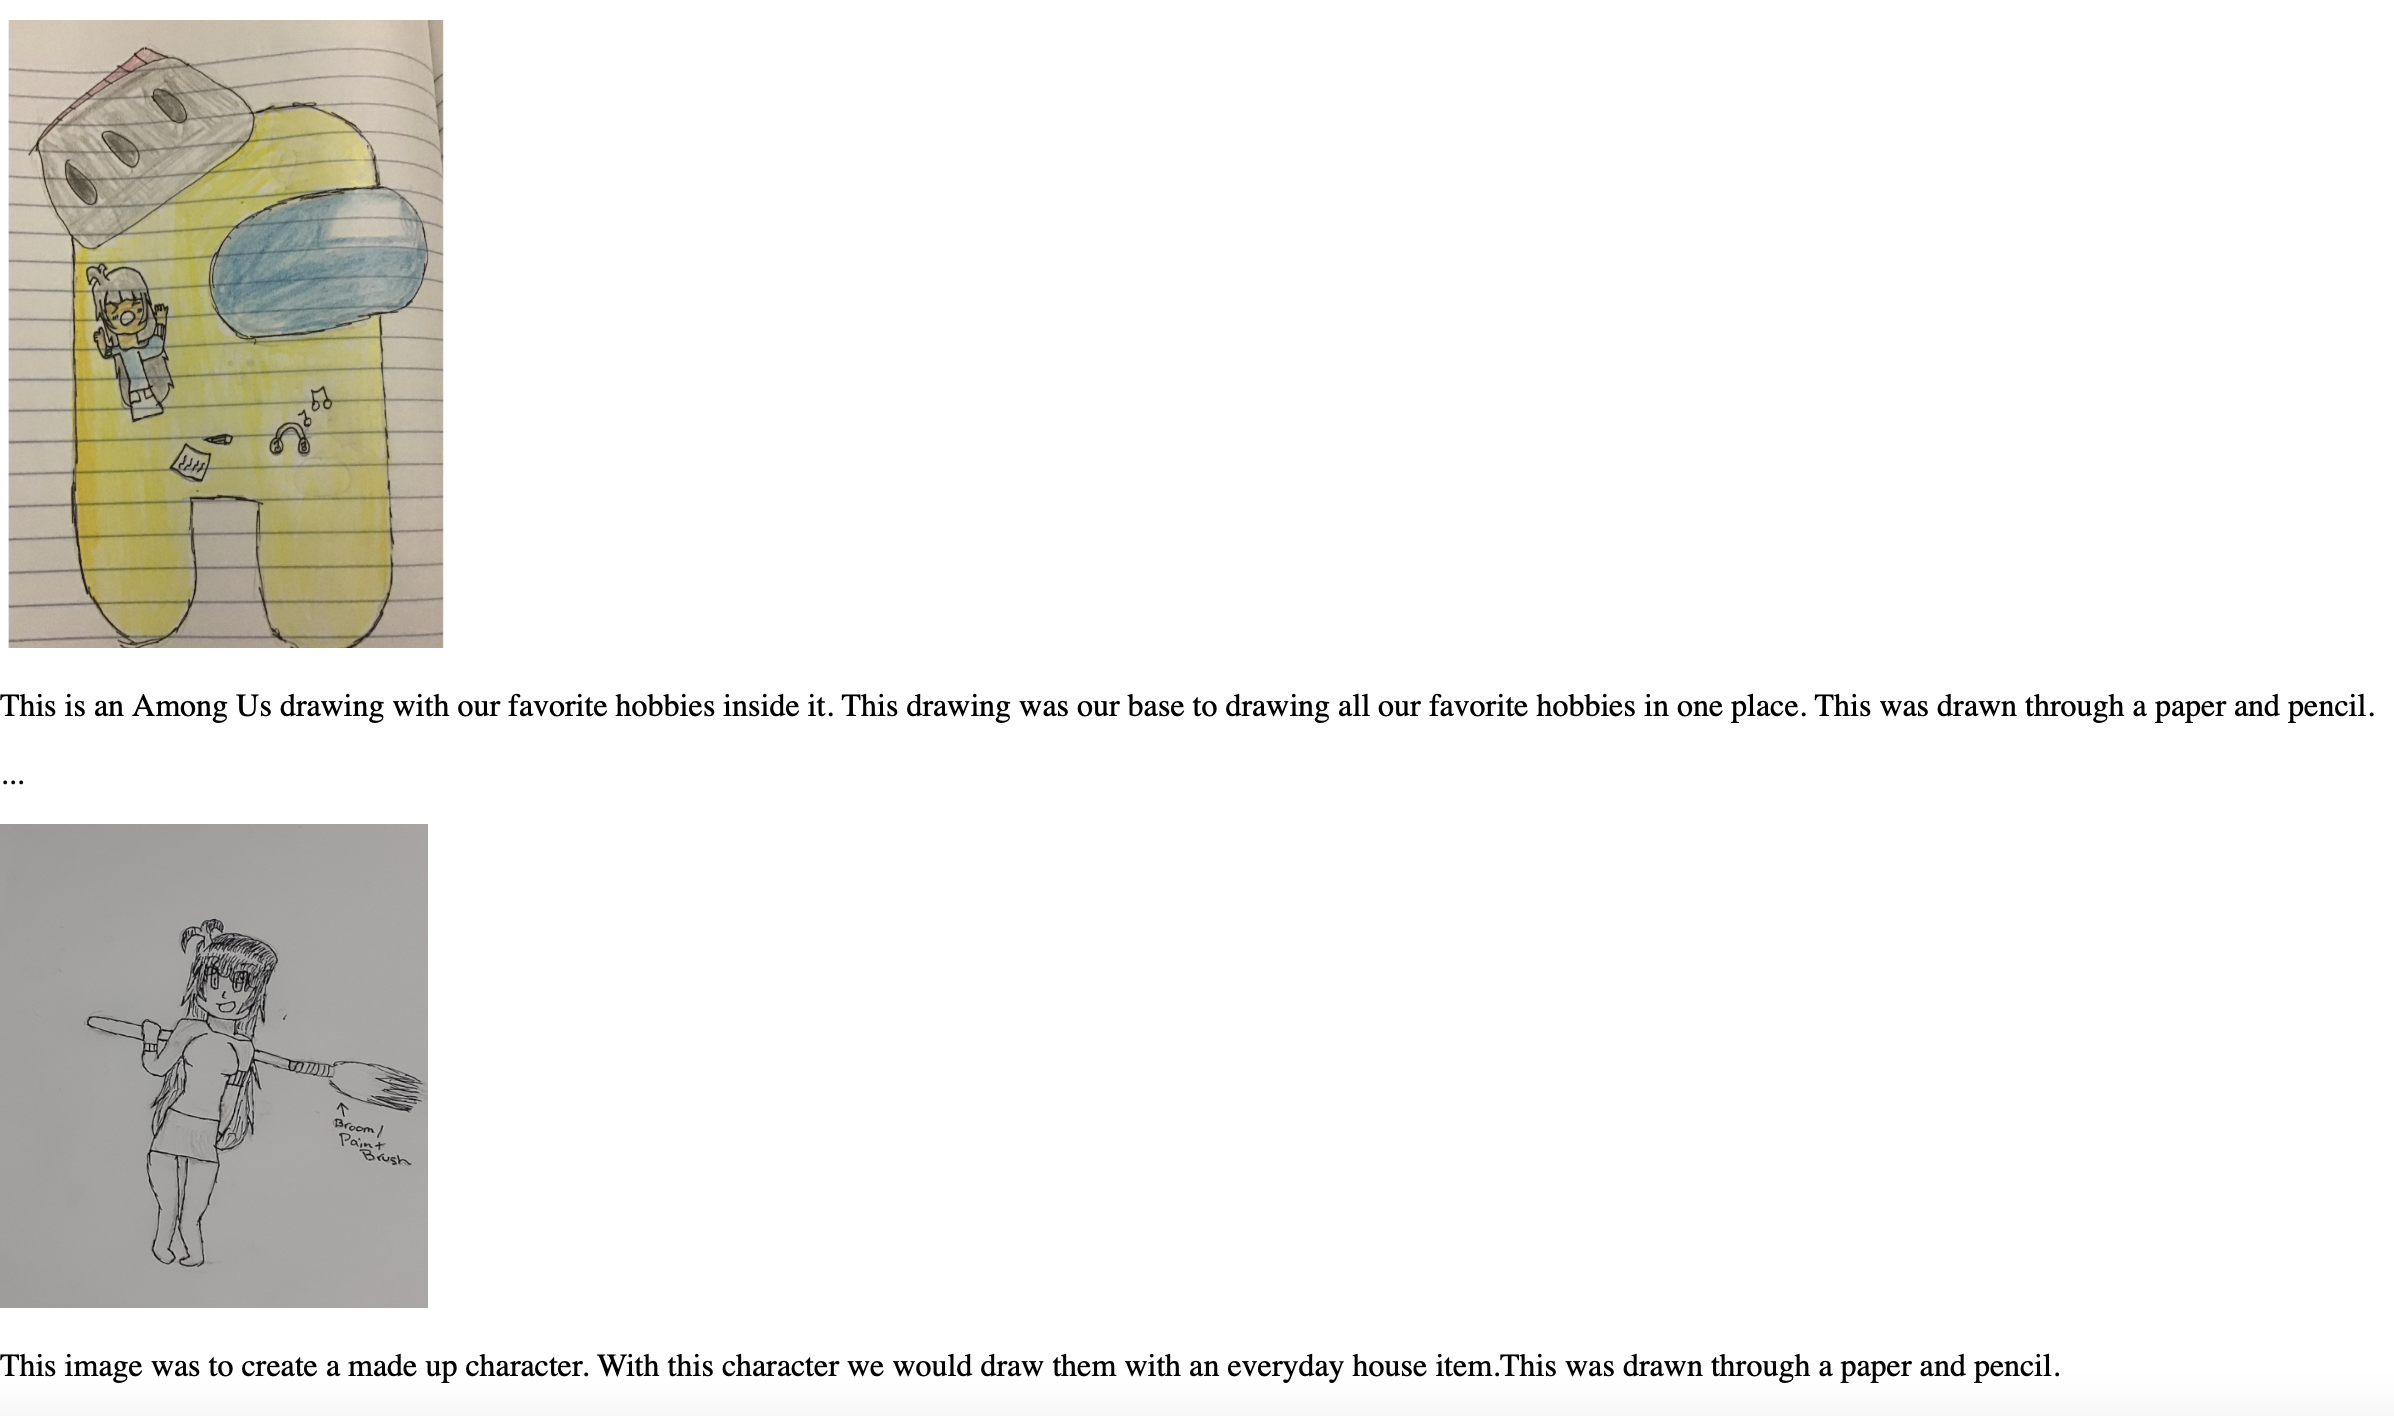 This is an Among Us drawing with our favorite hobbies inside it. This drawing was our base to drawing all our favorite hobbies in one place. This was drawn through a paper and pencil.
...
Broom/
Paint
Brush
This image was to create a made up character. With this character we would draw them with an everyday house item.This was drawn through a paper and pencil.